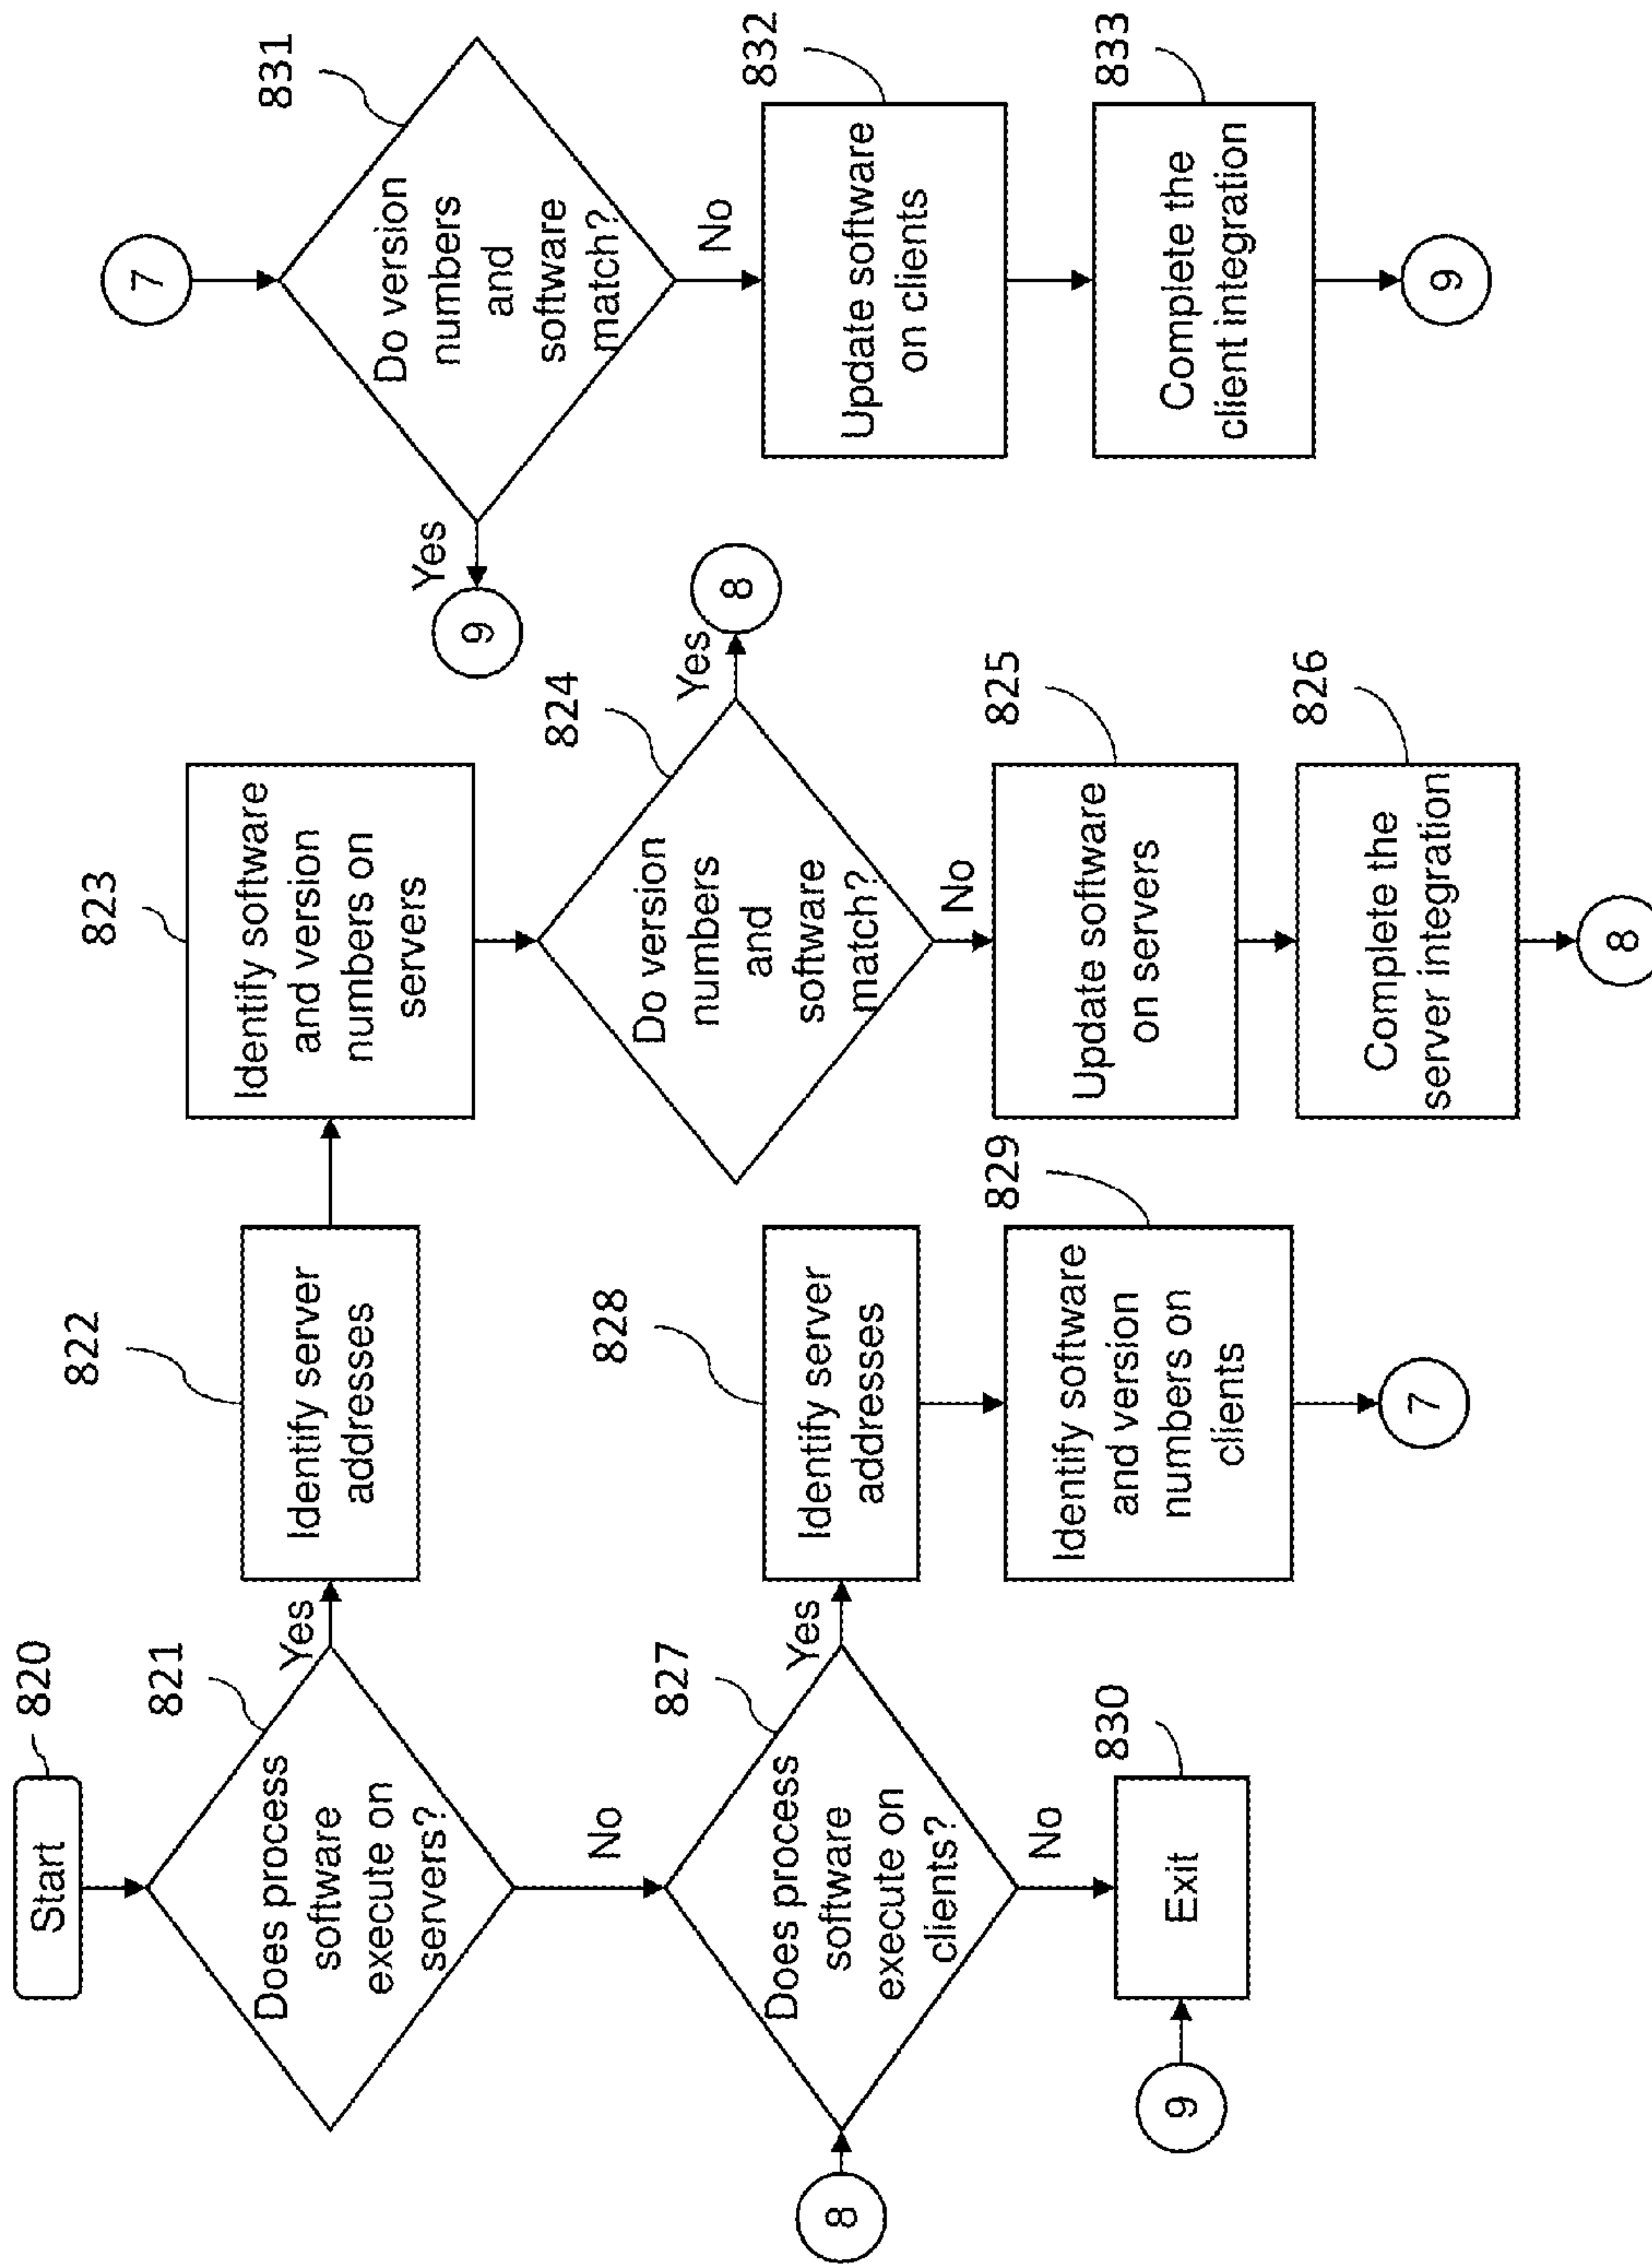 Start
820
Does process
software
execute on
servers?
821
Yes
No
Identify server
addresses
822
Identify software
and version
numbers on
servers
823
Do version
numbers
and
software
match?
824
Yes
8
No
Update software
on servers
825
Complete the
server integration
826
8
8
Does process
software
execute on
clients?
827
Yes
No
Identify server
addresses
828
Identify software
and version
numbers on
clients
829
7
9
Exit
830
7
Do version
numbers
and
software
match?
831
Yes
9
No
Update software
on clients
832
Complete the
client integration
833
9